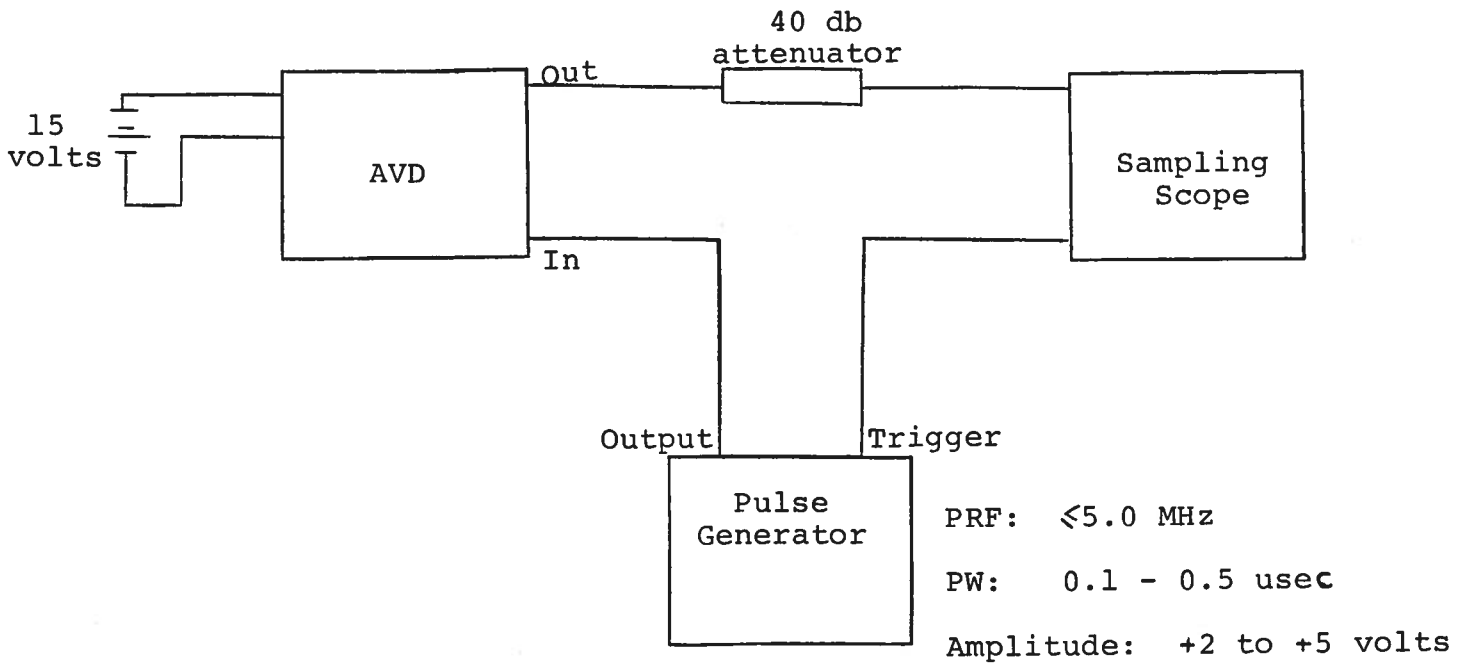 40 db
attenuator
Out
15
volts
AVD
Sampling
Scope
In
Output
Trigger
Pulse
Generator
PRF: ⩽5.0 MHz
PW: 0.1 - 0.5 usec
Amplitude: +2 to +5 volts